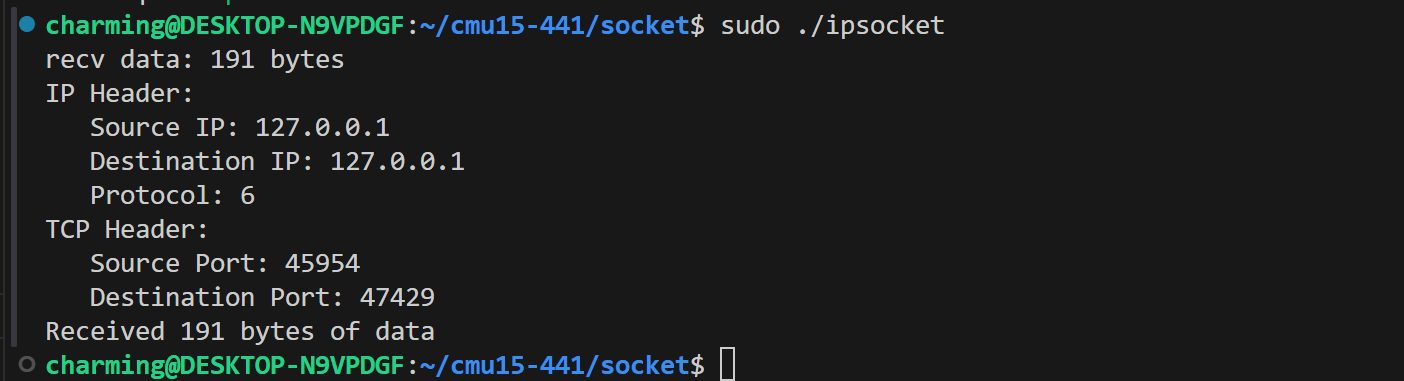 charming@DESKTOP-N9VPDGF:~/cmu15-441/socket$ sudo ./ipsocket
recv data: 191 bytes
IP Header:
   Source IP: 127.0.0.1
   Destination IP: 127.0.0.1
   Protocol: 6
TCP Header:
   Source Port: 45954
   Destination Port: 47429
Received 191 bytes of data
charming@DESKTOP-N9VPDGF:~/cmu15-441/socket$